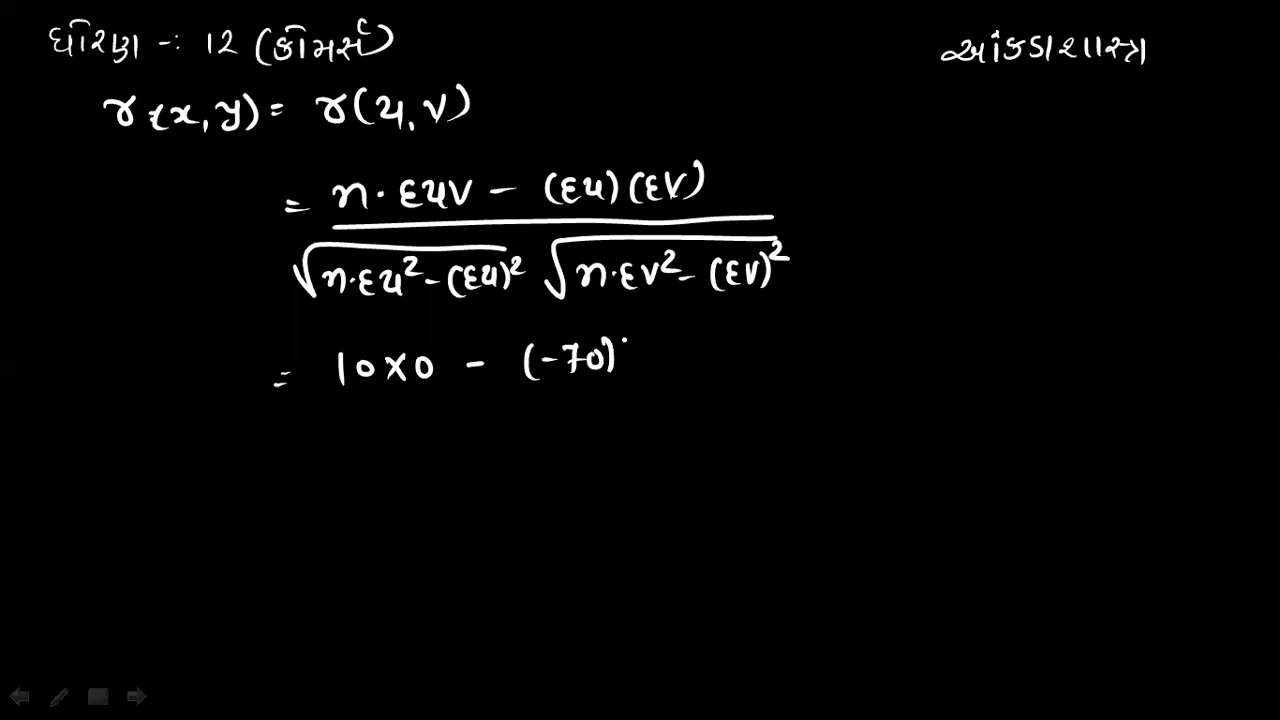 ધોરણ -: 12 (કોમર્સ)
આંકડાશાસ્ત્ર
r(x, y) = r(u, v)
= n·Σuv - (Σu)(Σv)
√n·Σu² - (Σu)² √n·Σv² - (Σv)²
= 10×0 - (-70)